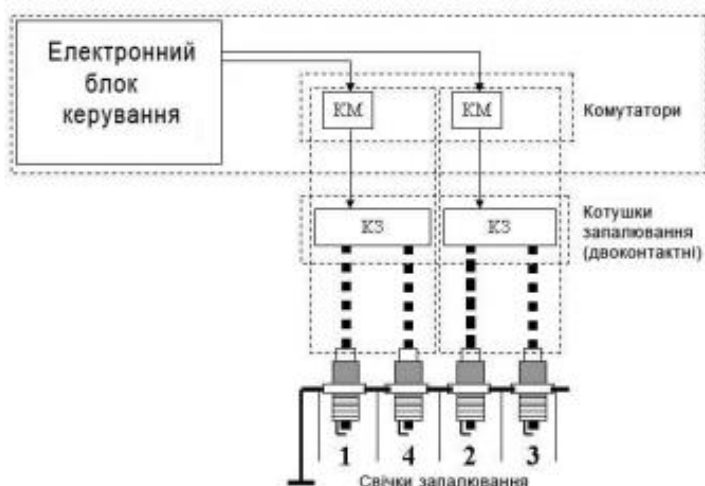 Електронний
блок
керування
КМ
КМ
Комутатори
КЗ
КЗ
Котушки
запалювання
(двоконтактні)
1
4
2
3
Свічки запалювання